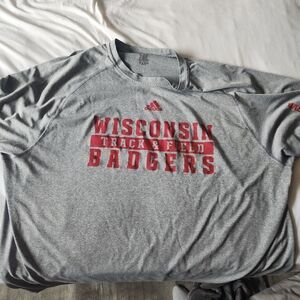 WISCONSIN
TRACK & FIELD
BADGERS